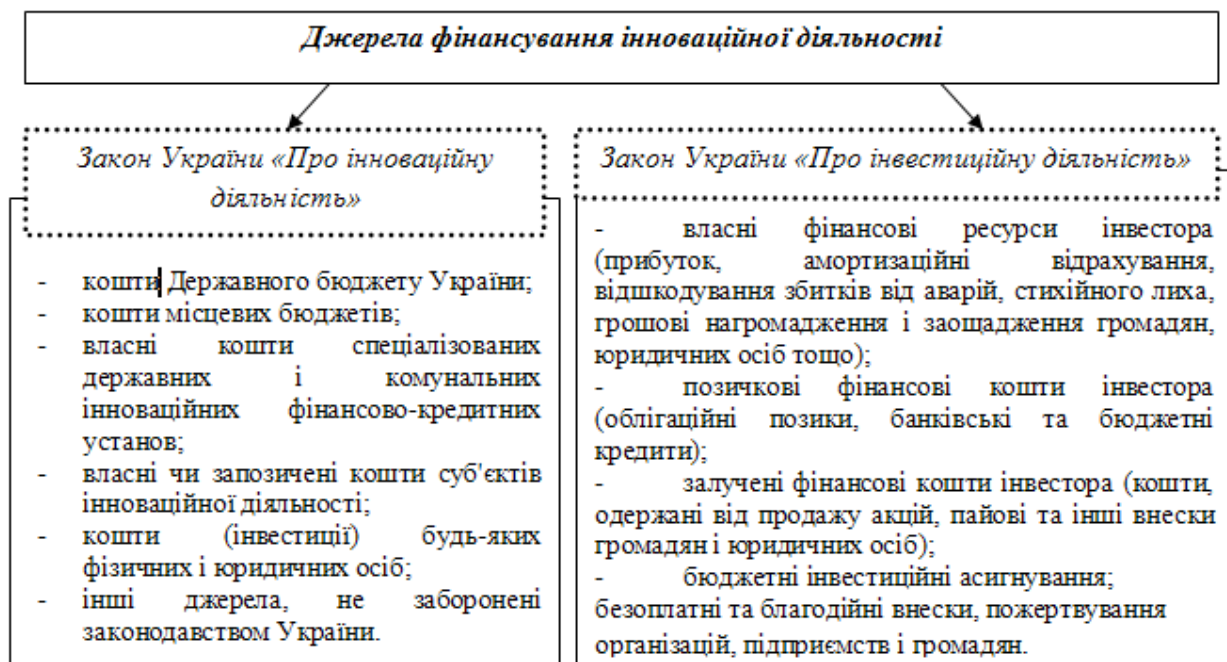 Джерела фінансування інноваційної діяльності
Закон України «Про інноваційну
діяльність»
- кошти Державного бюджету України;
- кошти місцевих бюджетів;
- власні кошти спеціалізованих
державних і комунальних
інноваційних фінансово-кредитних
установ;
- власні чи запозичені кошти суб'єктів
інноваційної діяльності;
- кошти (інвестиції) будь-яких
фізичних і юридичних осіб;
- інші джерела, не заборонені
законодавством України.
Закон України «Про інвестиційну діяльність»
- власні фінансові ресурси інвестора
(прибуток, амортизаційні відрахування,
відшкодування збитків від аварій, стихійного лиха,
грошові нагромадження і заощадження громадян,
юридичних осіб тощо);
- позичкові фінансові кошти інвестора
(облігаційні позики, банківські та бюджетні
кредити);
- залучені фінансові кошти інвестора (кошти,
одержані від продажу акцій, пайові та інші внески
громадян і юридичних осіб);
- бюджетні інвестиційні асигнування;
безоплатні та благодійні внески, пожертвування
організацій, підприємств і громадян.